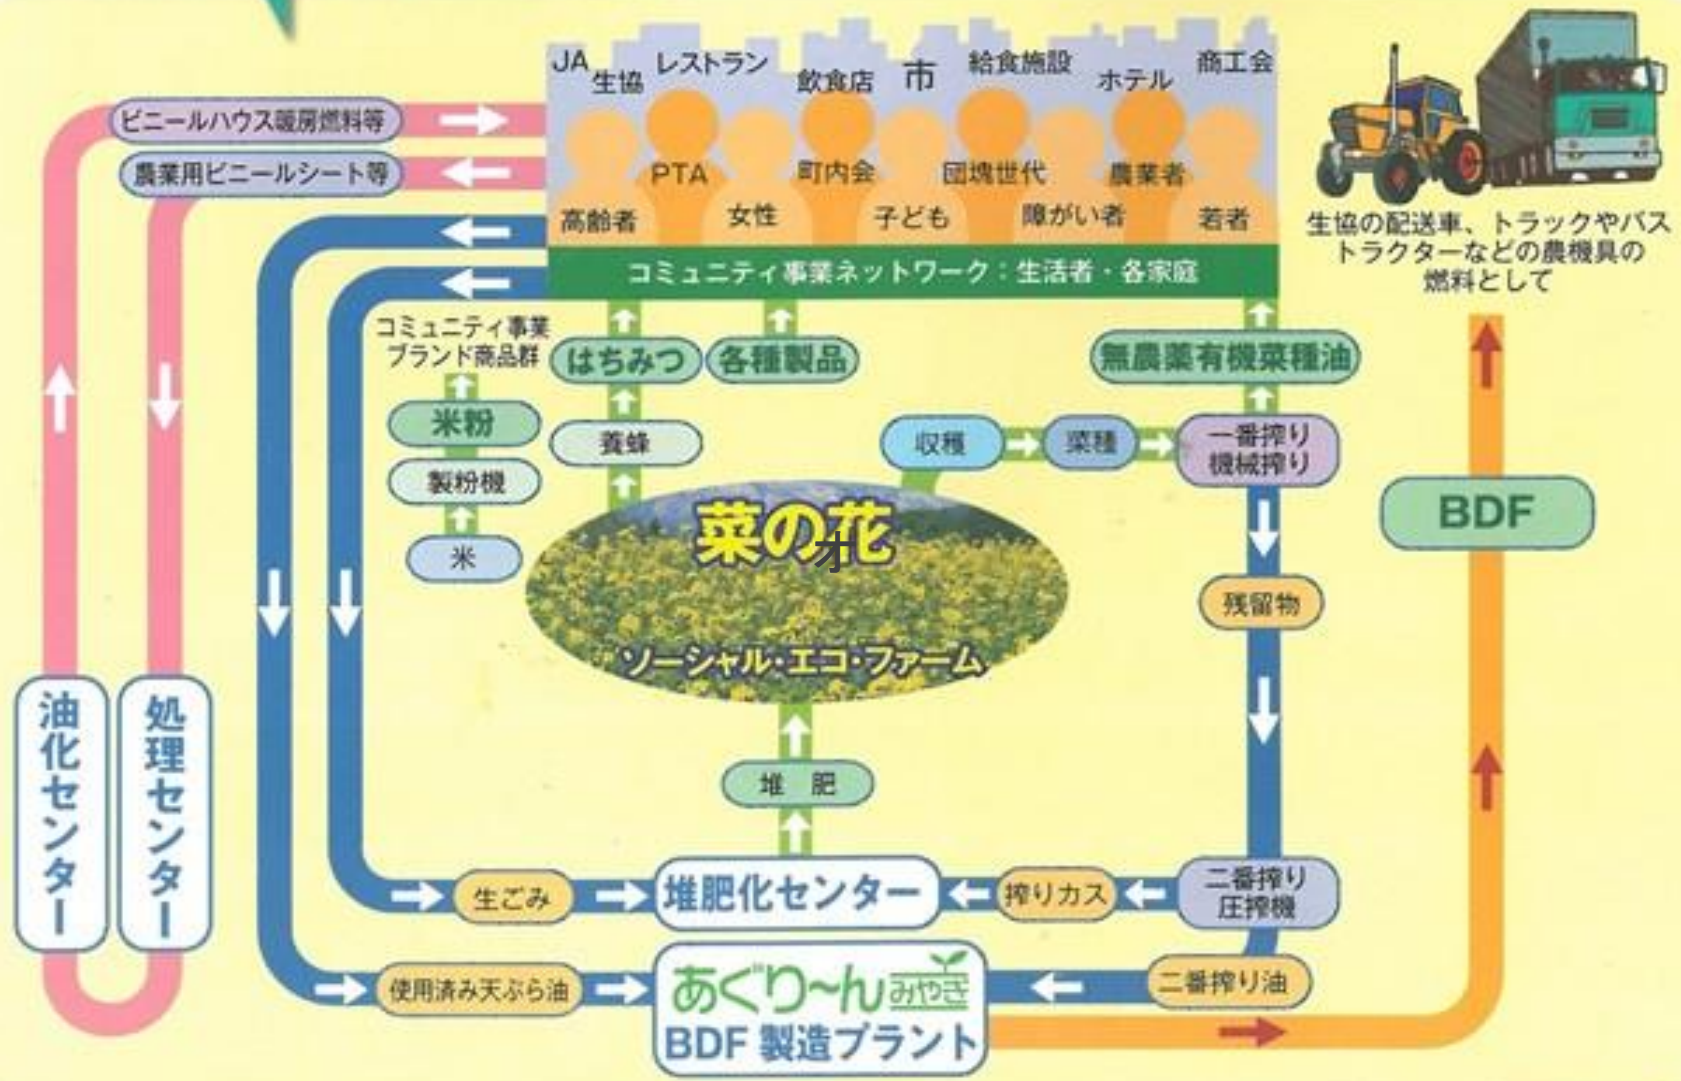 JA
生協
レストラン
飲食店
市
給食施設
ホテル
商工会
PTA
町内会
団塊世代
農業者
高齢者
女性
子ども
障がい者
若者
コミュニティ事業ネットワーク：生活者・各家庭
ビニールハウス暖房燃料等
農業用ビニールシート等
生協の配送車、トラックやバス
トラクターなどの農機具の
燃料として
コミュニティ事業
ブランド商品群
はちみつ
各種製品
無農薬有機菜種油
米粉
養蜂
収穫
菜種
一番搾り
機械搾り
製粉機
米
菜の花
オ
ソーシャル・エコ・ファーム
BDF
残留物
油化センター
処理センター
堆 肥
生ごみ
堆肥化センター
搾りカス
二番搾り
圧搾機
使用済み天ぷら油
あぐり〜んみやぎ
BDF 製造プラント
二番搾り油